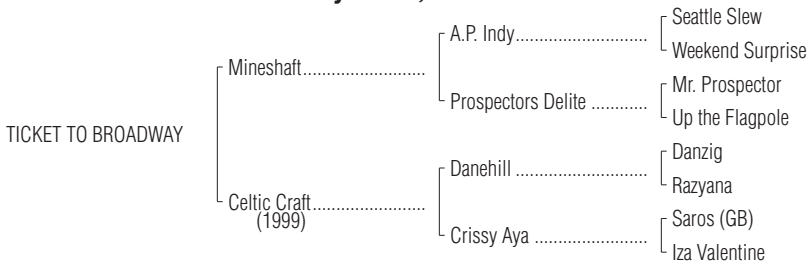 Seattle Slew
A.P. Indy
Weekend Surprise
Mineshaft
Mr. Prospector
Prospectors Delite
Up the Flagpole
TICKET TO BROADWAY
Danzig
Danehill
Razyana
Celtic Craft
(1999)
Saros (GB)
Crissy Aya
Iza Valentine